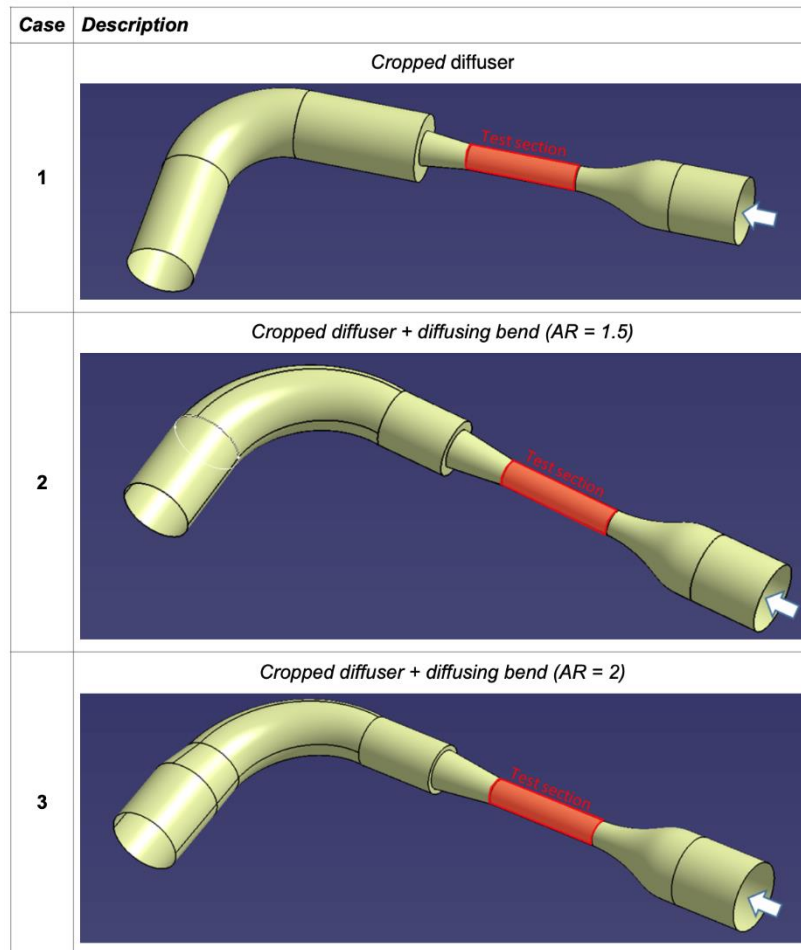 Case Description
Cropped diffuser
1
Test section
Cropped diffuser + diffusing bend (AR = 1.5)
2
Test section
Cropped diffuser + diffusing bend (AR = 2)
3
Test section